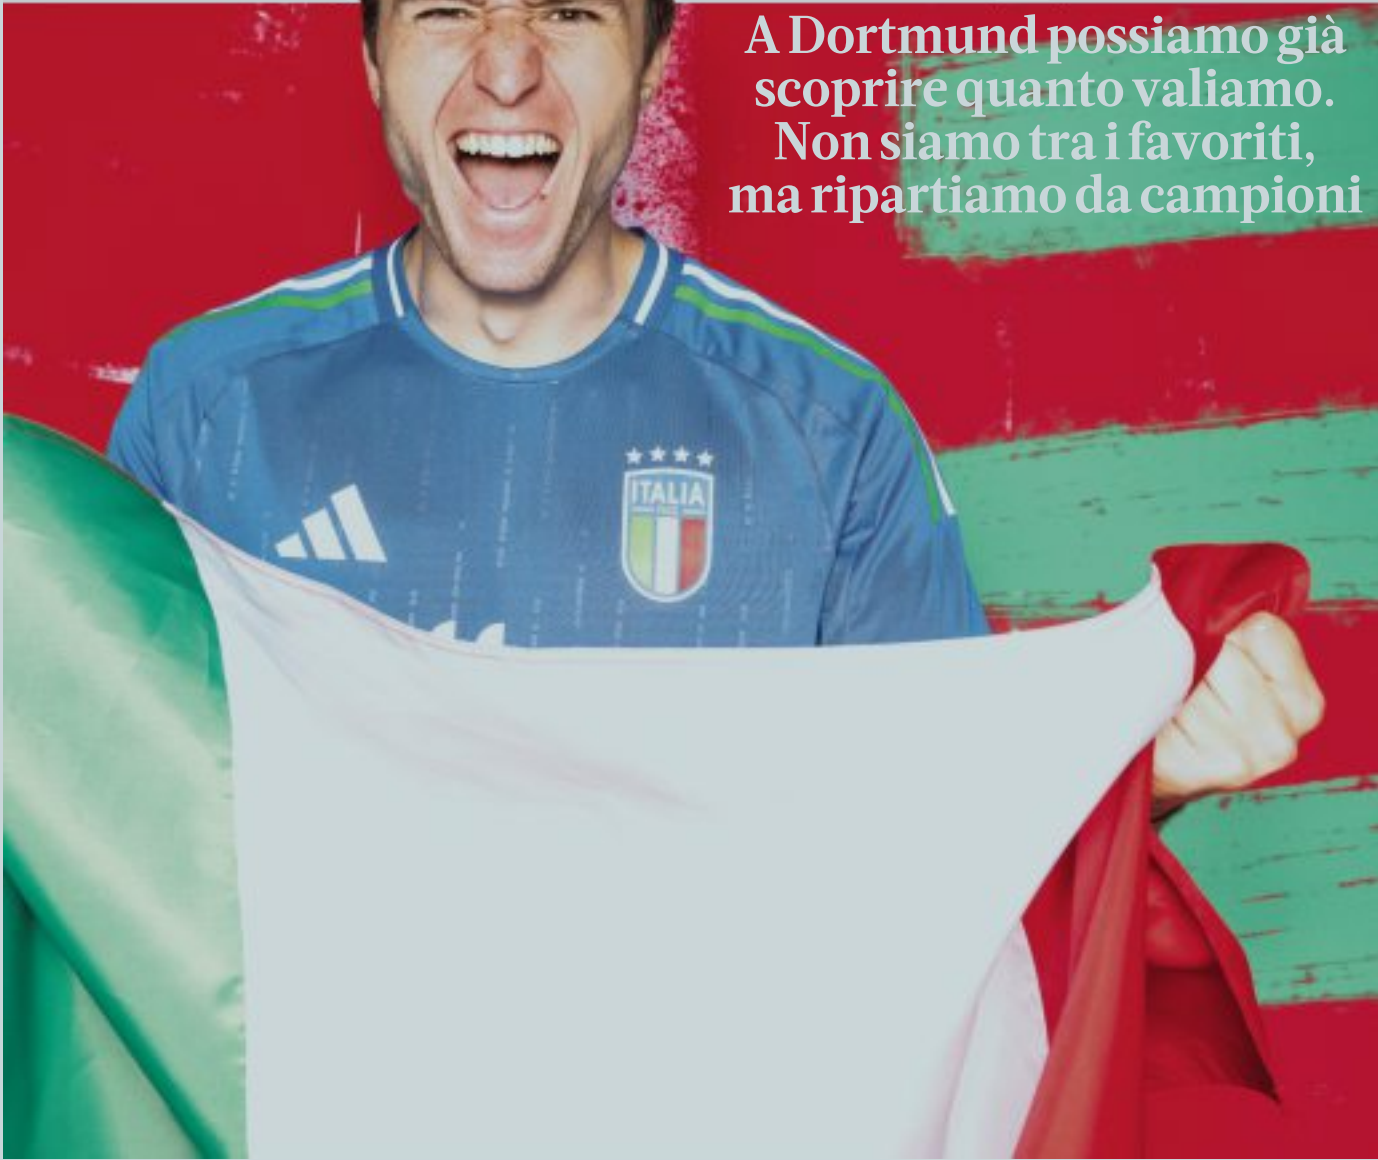 A Dortmund possiamo già
scoprire quanto valiamo.
Non siamo tra i favoriti,
ma ripartiamo da campioni
ITALIA